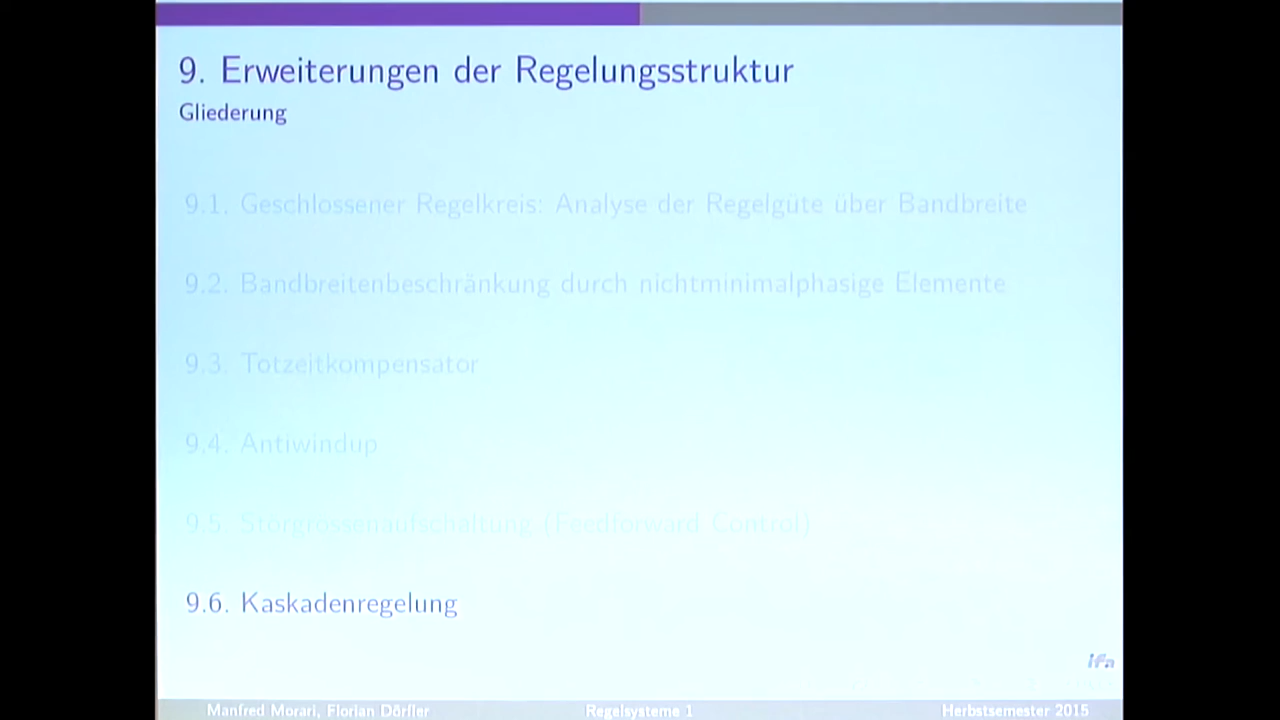 9. Erweiterungen der Regelungsstruktur
Gliederung
9.1. Geschlossener Regelkreis: Analyse der Regelgüte über Bandbreite
9.2. Bandbreitenbeschränkung durch nichtminimalphasige Elemente
9.3. Totzeitkompensator
9.4. Antiwindup
9.5. Störgrössenaufschaltung (Feedforward Control)
9.6. Kaskadenregelung
ifa
Manfred Morari, Florian Dörfler Regelsysteme 1 Herbstsemester 2015